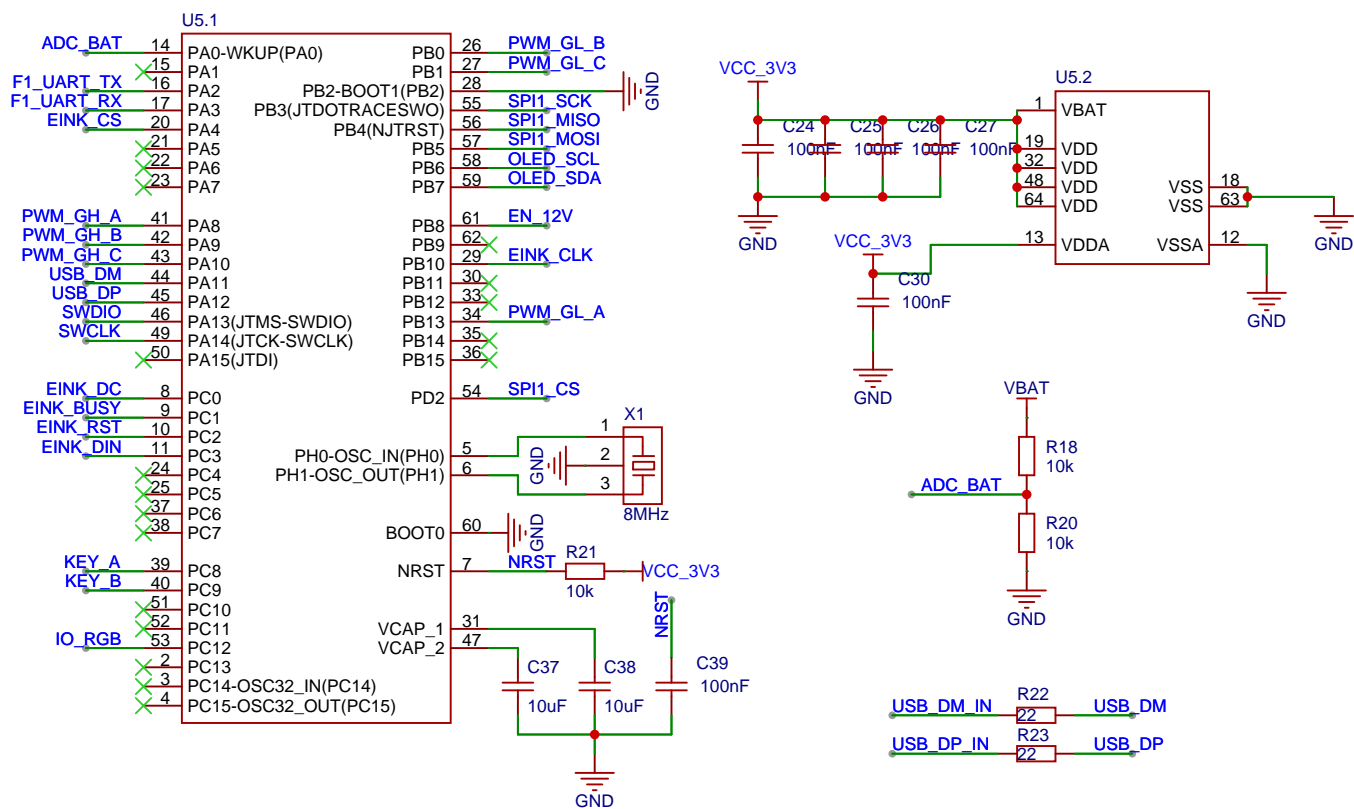 U5.1
ADC_BAT 14 PA0-WKUP(PA0)
15 PA1
F1_UART_TX 16 PA2
F1_UART_RX 17 PA3
EINK_CS 20 PA4
21 PA5
22 PA6
23 PA7
PWM_GH_A 41 PA8
PWM_GH_B 42 PA9
PWM_GH_C 43 PA10
USB_DM 44 PA11
USB_DP 45 PA12
SWDIO 46 PA13(JTMS-SWDIO)
SWCLK 49 PA14(JTCK-SWCLK)
50 PA15(JTDI)
EINK_DC 8 PC0
EINK_BUSY 9 PC1
EINK_RST 10 PC2
EINK_DIN 11 PC3
24 PC4
25 PC5
37 PC6
38 PC7
KEY_A 39 PC8
KEY_B 40 PC9
51 PC10
52 PC11
IO_RGB 53 PC12
2 PC13
3 PC14-OSC32_IN(PC14)
4 PC15-OSC32_OUT(PC15)
PB0 26 PWM_GL_B
PB1 27 PWM_GL_C
PB2-BOOT1(PB2) 28 GND
PB3(JTDOTRACESWO) 55 SPI1_SCK
PB4(NJTRST) 56 SPI1_MISO
PB5 57 SPI1_MOSI
PB6 58 OLED_SCL
PB7 59 OLED_SDA
PB8 61 EN_12V
PB9 62
PB10 29 EINK_CLK
PB11 30
PB12 33
PB13 34 PWM_GL_A
PB14 35
PB15 36
PD2 54 SPI1_CS
X1
PH0-OSC_IN(PH0) 5 1
GND 2
PH1-OSC_OUT(PH1) 6 3
8MHz
BOOT0 60 GND
NRST 7 NRST R21 VCC_3V3
10k
NRST
VCAP_1 31
VCAP_2 47
C37 C38 C39
10uF 10uF 100nF
GND
VCC_3V3
C24 C25 C26 C27
100nF 100nF 100nF 100nF
GND
U5.2
1 VBAT
19 VDD
32 VDD
48 VDD
64 VDD
13 VDDA
VSS 18
VSS 63
VSSA 12
GND
GND
VCC_3V3
C30
100nF
GND
VBAT
R18
10k
ADC_BAT
R20
10k
GND
R22
USB_DM_IN 22 USB_DM
R23
USB_DP_IN 22 USB_DP